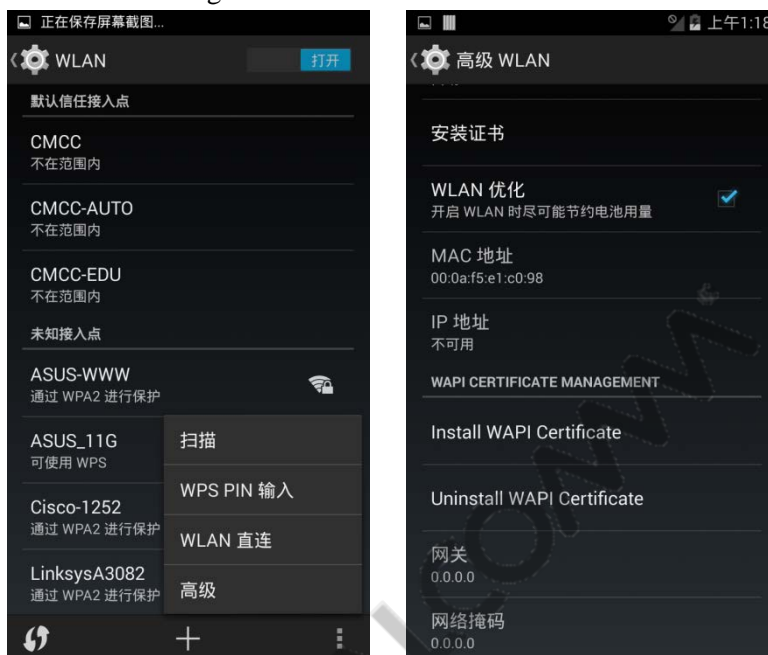 正在保存屏幕截图...
WLAN
打开
默认信任接入点
CMCC
不在范围内
CMCC-AUTO
不在范围内
CMCC-EDU
不在范围内
未知接入点
ASUS-WWW
通过 WPA2 进行保护
ASUS_11G
可使用 WPS
Cisco-1252
通过 WPA2 进行保护
LinksysA3082
通过 WPA2 进行保护
扫描
WPS PIN 输入
WLAN 直连
高级
上午1:18
高级 WLAN
安装证书
WLAN 优化
开启 WLAN 时尽可能节约电池用量
MAC 地址
00:0a:f5:e1:c0:98
IP 地址
不可用
WAPI CERTIFICATE MANAGEMENT
Install WAPI Certificate
Uninstall WAPI Certificate
网关
0.0.0.0
网络掩码
0.0.0.0